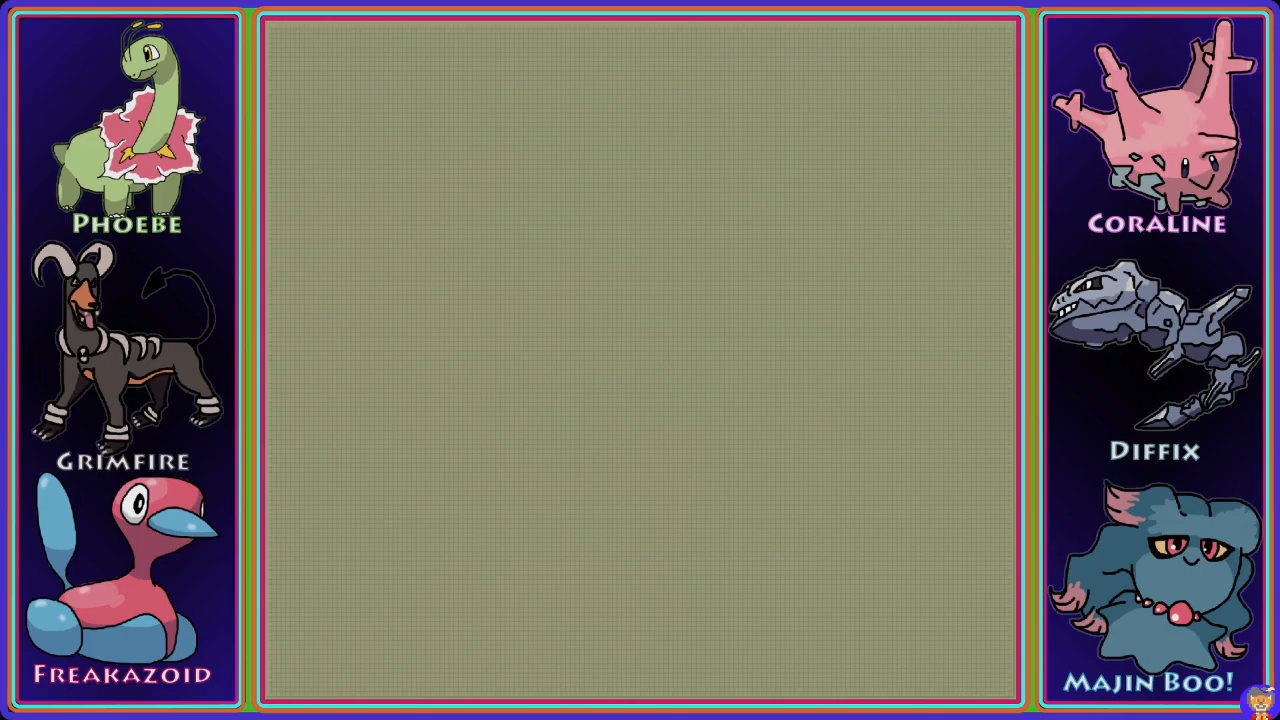 PHOEBE
GRIMFIRE
FREAKAZOID
CORALINE
DIFFIX
MAJIN BOO!